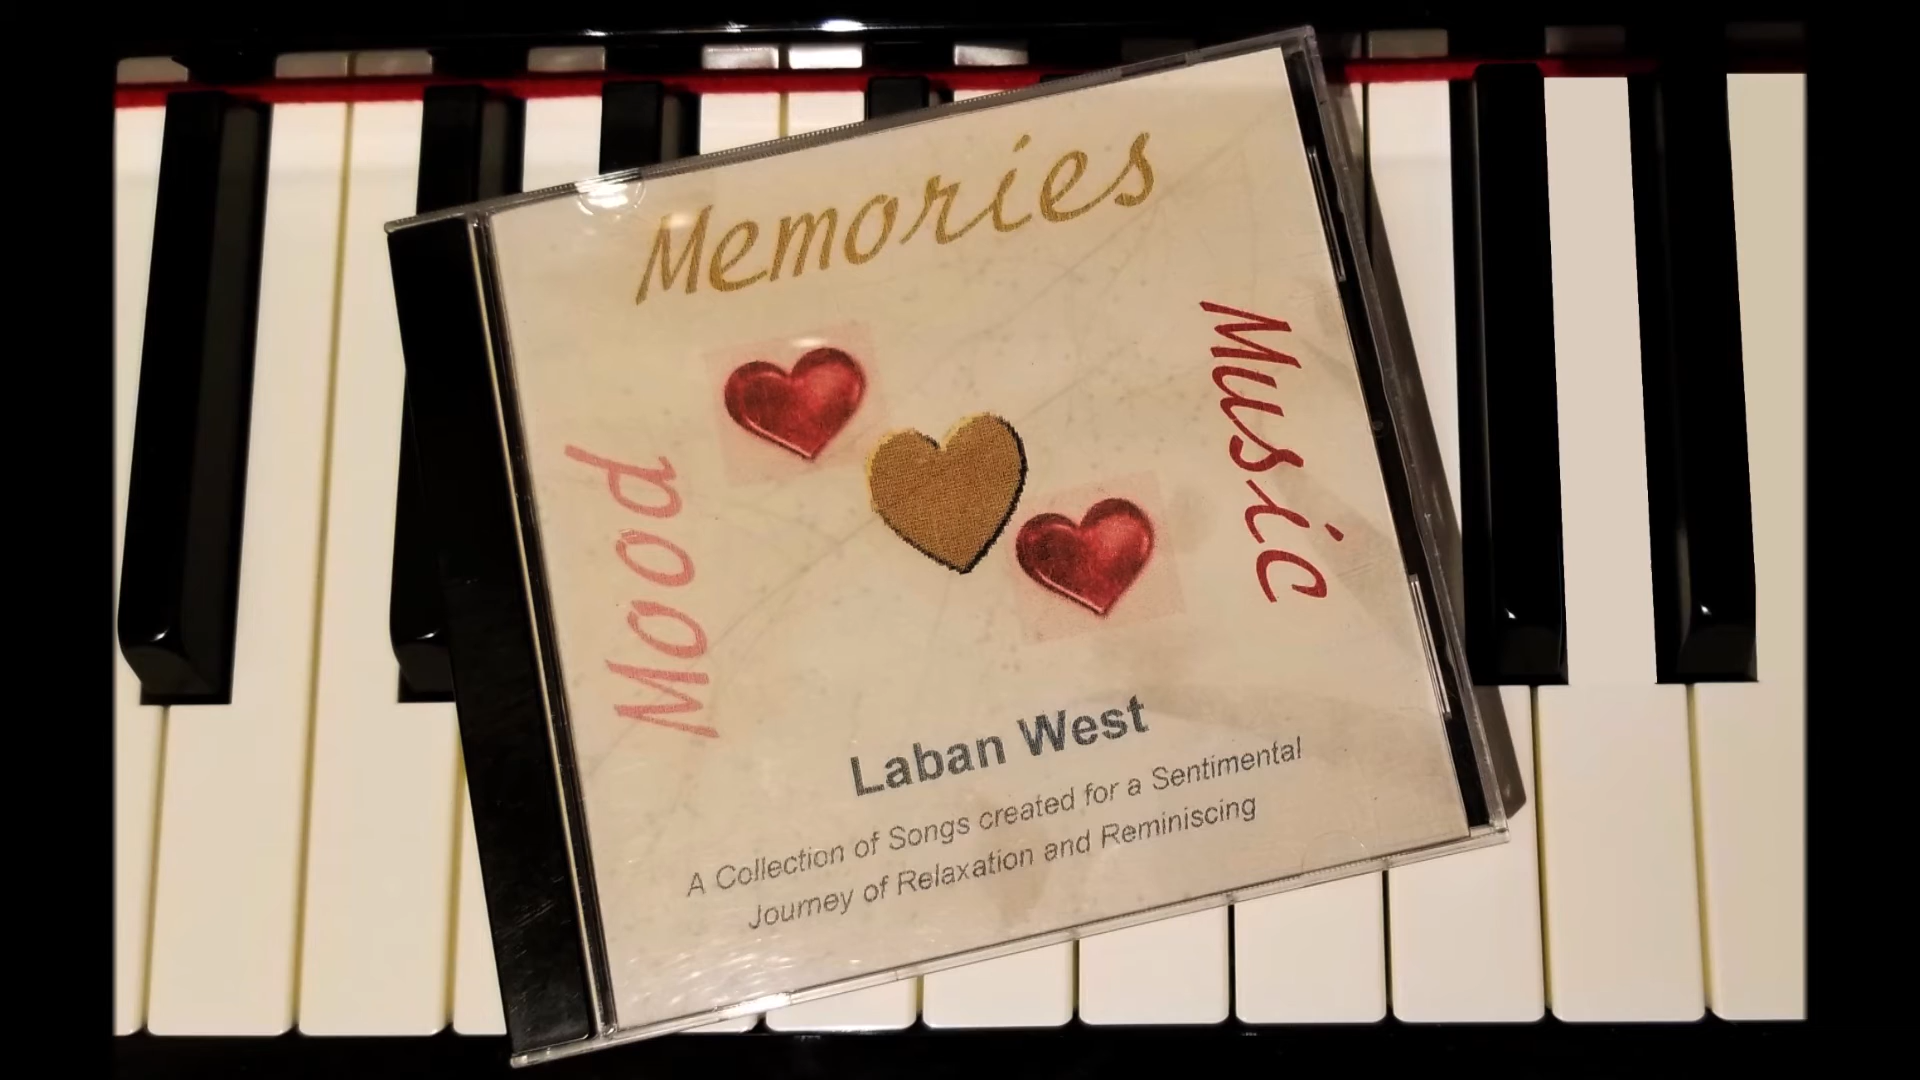 Memories
Mood
Music
Laban West
A Collection of Songs created for a Sentimental
Journey of Relaxation and Reminiscing